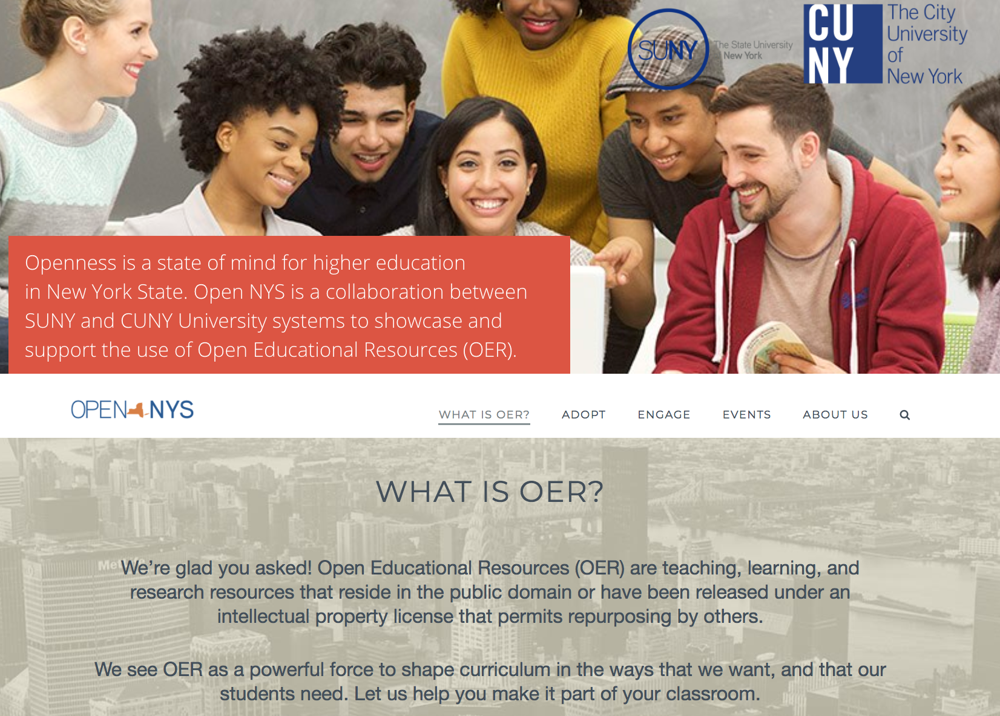 SUNY
The State University
New York
CU
NY
The City
University
of
New York
Openness is a state of mind for higher education
in New York State. Open NYS is a collaboration between
SUNY and CUNY University systems to showcase and
support the use of Open Educational Resources (OER).
OPEN NYS
WHAT IS OER? ADOPT ENGAGE EVENTS ABOUT US
WHAT IS OER?
We’re glad you asked! Open Educational Resources (OER) are teaching, learning, and
research resources that reside in the public domain or have been released under an
intellectual property license that permits repurposing by others.
We see OER as a powerful force to shape curriculum in the ways that we want, and that our
students need. Let us help you make it part of your classroom.